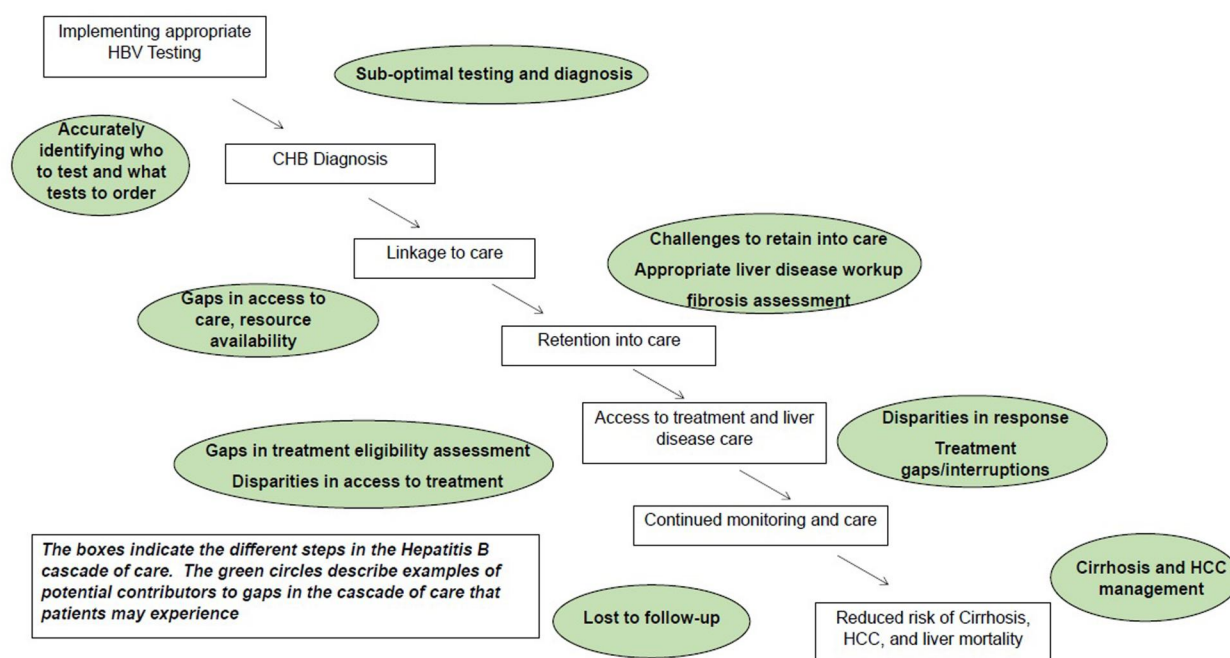 Implementing appropriate
HBV Testing
Sub-optimal testing and diagnosis
Accurately
identifying who
to test and what
tests to order
CHB Diagnosis
Linkage to care
Challenges to retain into care
Appropriate liver disease workup
fibrosis assessment
Gaps in access to
care, resource
availability
Retention into care
Access to treatment and liver
disease care
Disparities in response
Treatment
gaps/interruptions
Gaps in treatment eligibility assessment
Disparities in access to treatment
Continued monitoring and care
The boxes indicate the different steps in the Hepatitis B
cascade of care. The green circles describe examples of
potential contributors to gaps in the cascade of care that
patients may experience
Cirrhosis and HCC
management
Lost to follow-up
Reduced risk of Cirrhosis,
HCC, and liver mortality